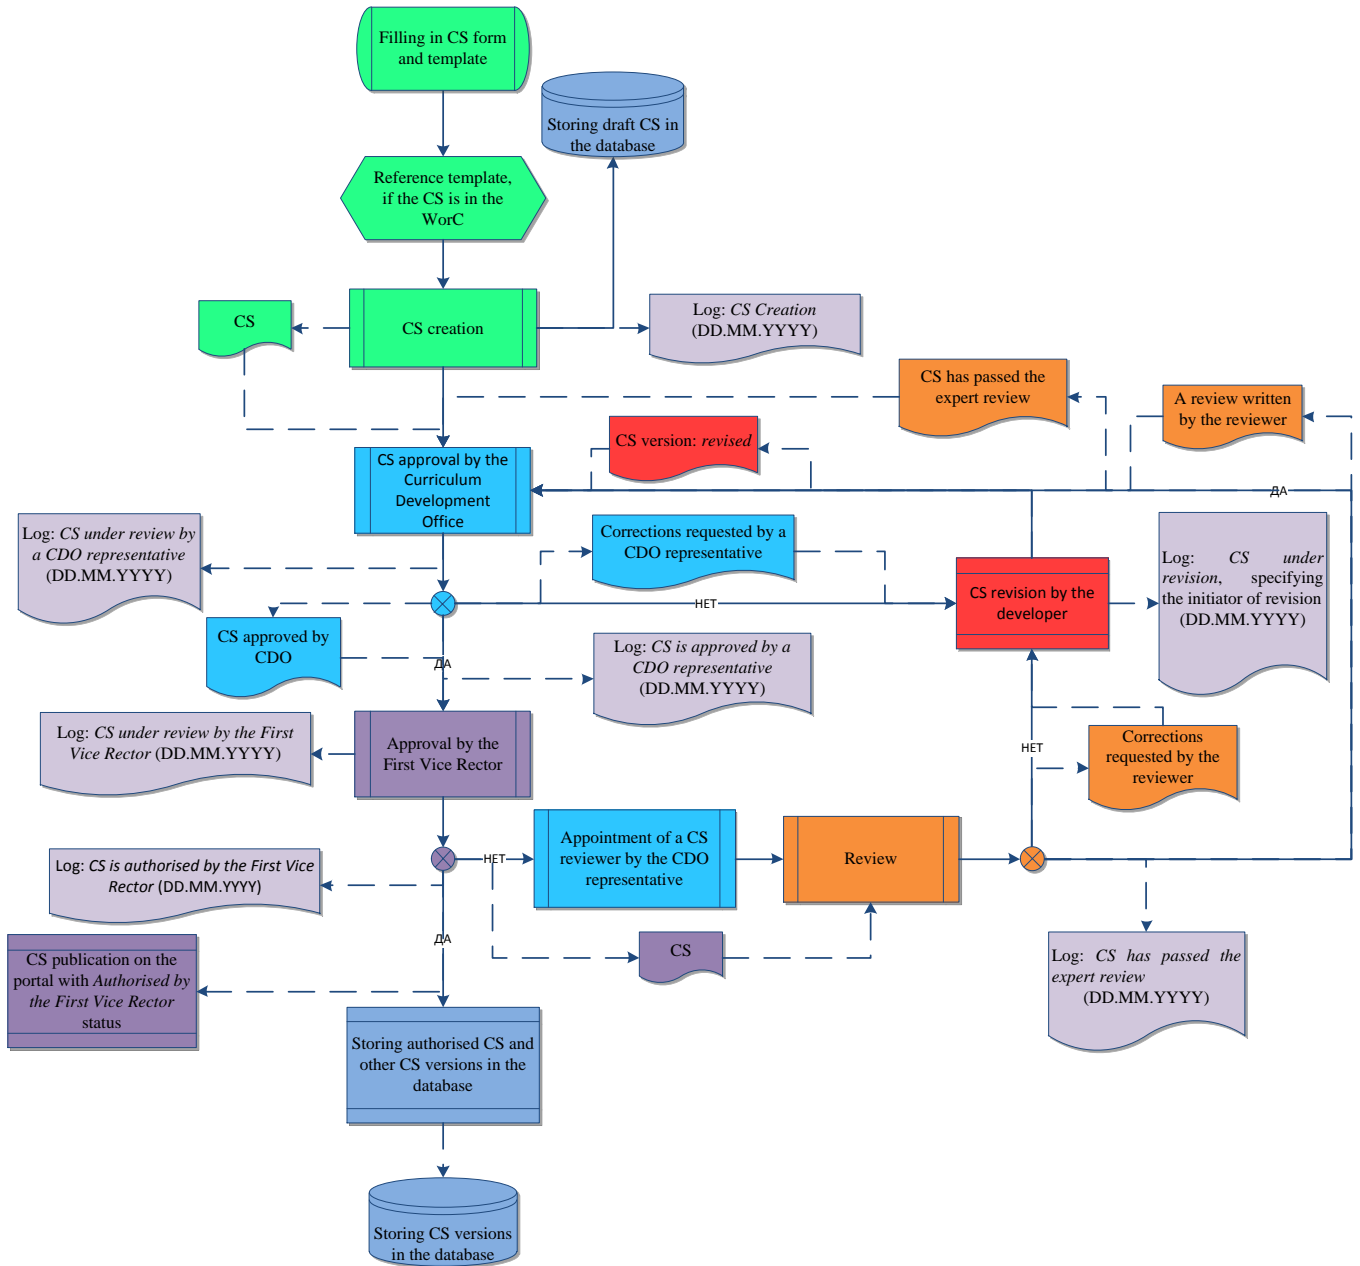 Filling in CS form
and template
Storing draft CS in
the database
Reference template,
if the CS is in the
WorC
CS
CS creation
Log: CS Creation
(DD.MM.YYYY)
CS has passed the
expert review
A review written
by the reviewer
CS version: revised
CS approval by the
Curriculum
Development
Office
ДА
Log: CS under review by
a CDO representative
(DD.MM.YYYY)
Corrections requested by a
CDO representative
Log: CS under
revision, specifying
the initiator of revision
(DD.MM.YYYY)
НЕТ
CS revision by the
developer
CS approved by
CDO
ДА
Log: CS is approved by a
CDO representative
(DD.MM.YYYY)
Log: CS under review by the First
Vice Rector (DD.MM.YYYY)
Approval by the
First Vice Rector
НЕТ
Corrections
requested by the
reviewer
Log: CS is authorised by the First Vice
Rector (DD.MM.YYYY)
НЕТ
Appointment of a CS
reviewer by the CDO
representative
Review
ДА
CS
CS publication on the
portal with Authorised by
the First Vice Rector
status
Log: CS has passed the
expert review
(DD.MM.YYYY)
Storing authorised CS and
other CS versions in the
database
Storing CS versions
in the database